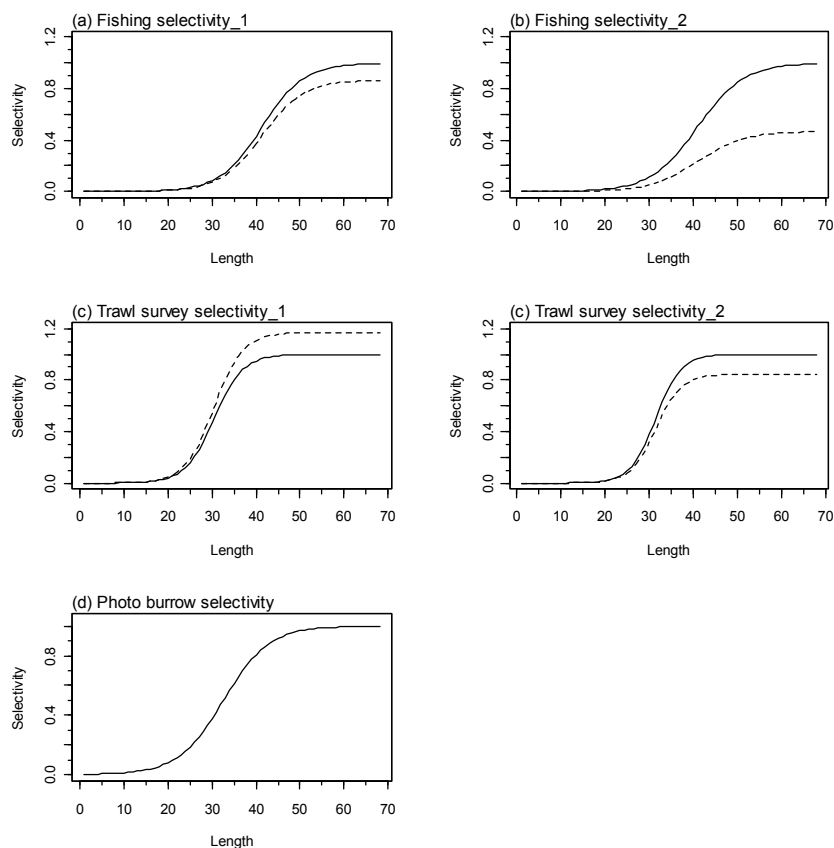 (a) Fishing selectivity_1
Selectivity
0.0 0.4 0.8 1.2
0 10 20 30 40 50 60 70
Length
(b) Fishing selectivity_2
Selectivity
0.0 0.4 0.8 1.2
0 10 20 30 40 50 60 70
Length
(c) Trawl survey selectivity_1
Selectivity
0.0 0.4 0.8 1.2
0 10 20 30 40 50 60 70
Length
(c) Trawl survey selectivity_2
Selectivity
0.0 0.4 0.8 1.2
0 10 20 30 40 50 60 70
Length
(d) Photo burrow selectivity
Selectivity
0.0 0.4 0.8
0 10 20 30 40 50 60 70
Length